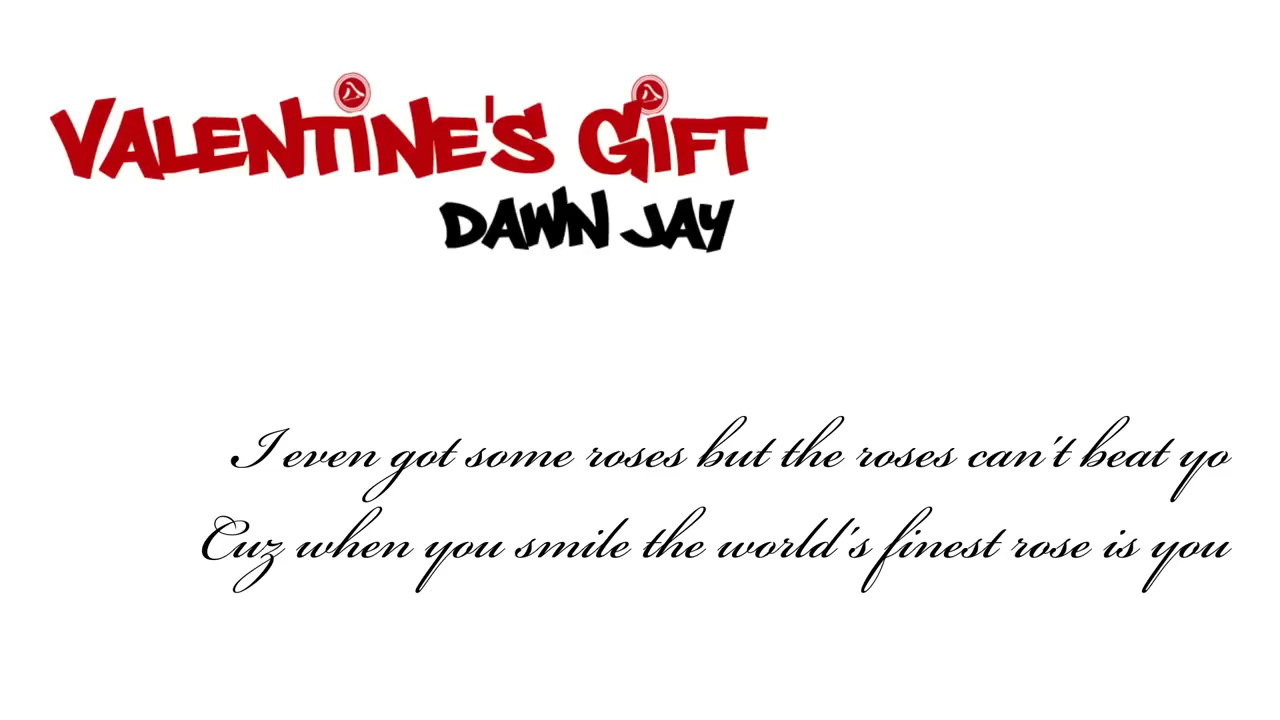 VALENTINE'S GIFT
DAWN JAY
I even got some roses but the roses can't beat yo
Cuz when you smile the world's finest rose is you